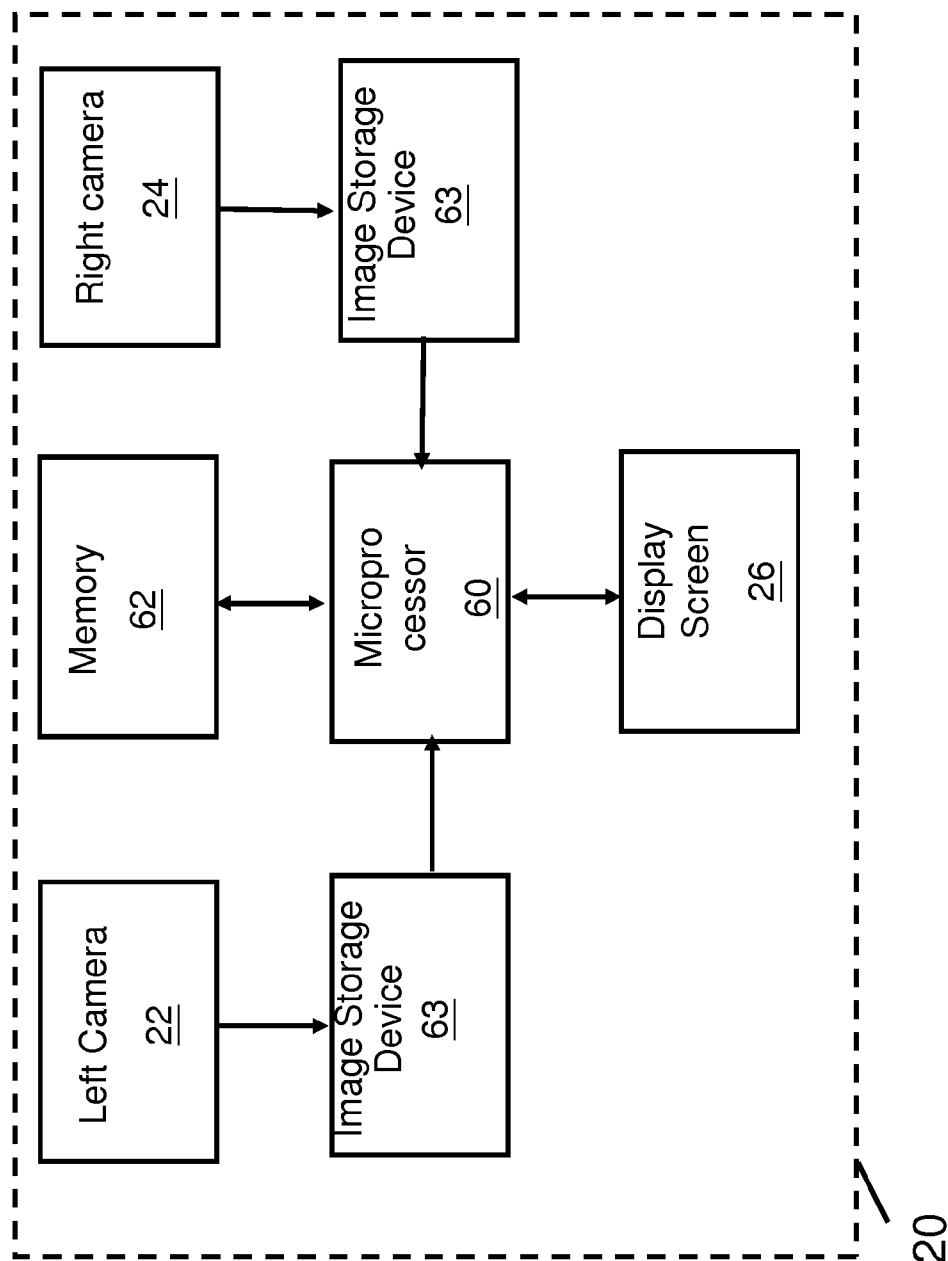 Left Camera
22
Memory
62
Right camera
24
Image Storage
Device
63
Micropro
cessor
60
Image Storage
Device
63
Display
Screen
26
20